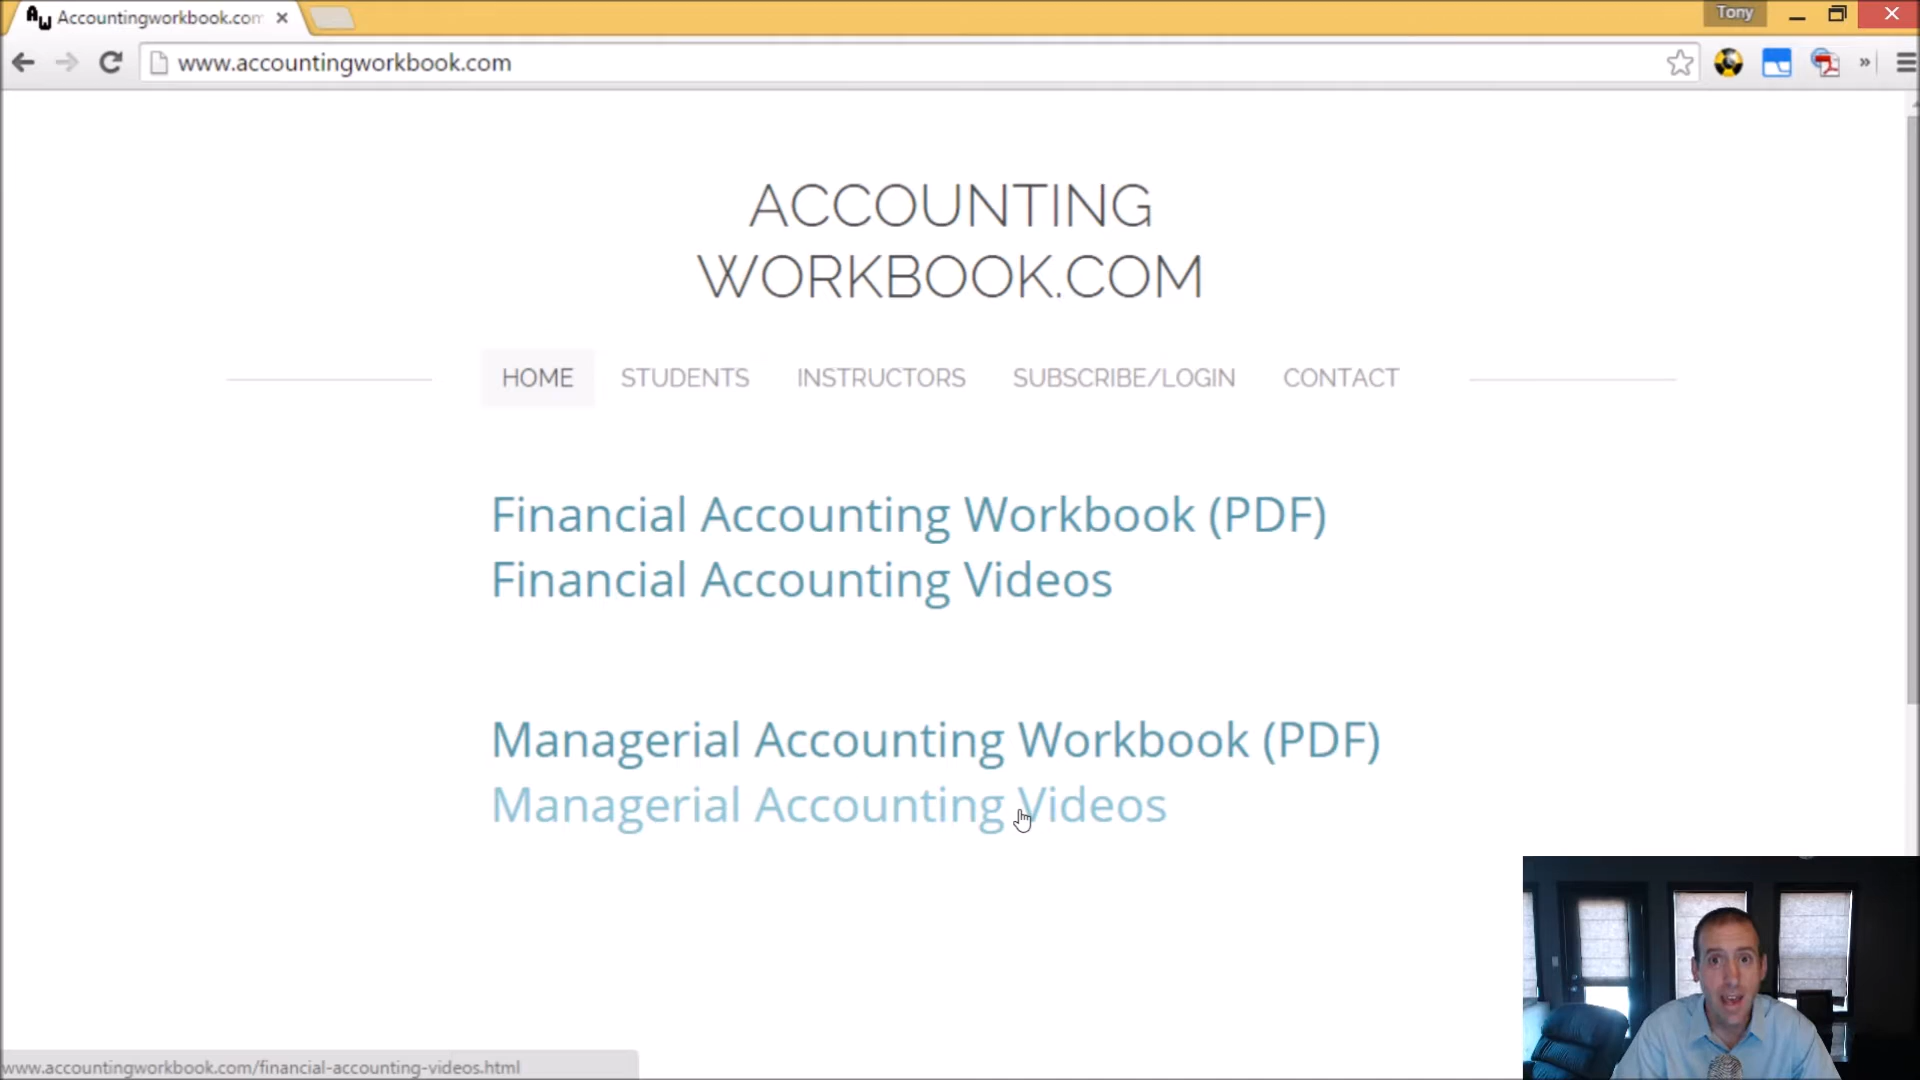 Accountingworkbook.com
Tony
www.accountingworkbook.com
»
ACCOUNTING
WORKBOOK.COM
HOME STUDENTS INSTRUCTORS SUBSCRIBE/LOGIN CONTACT
Financial Accounting Workbook (PDF)
Financial Accounting Videos
Managerial Accounting Workbook (PDF)
Managerial Accounting Videos
www.accountingworkbook.com/financial-accounting-videos.html